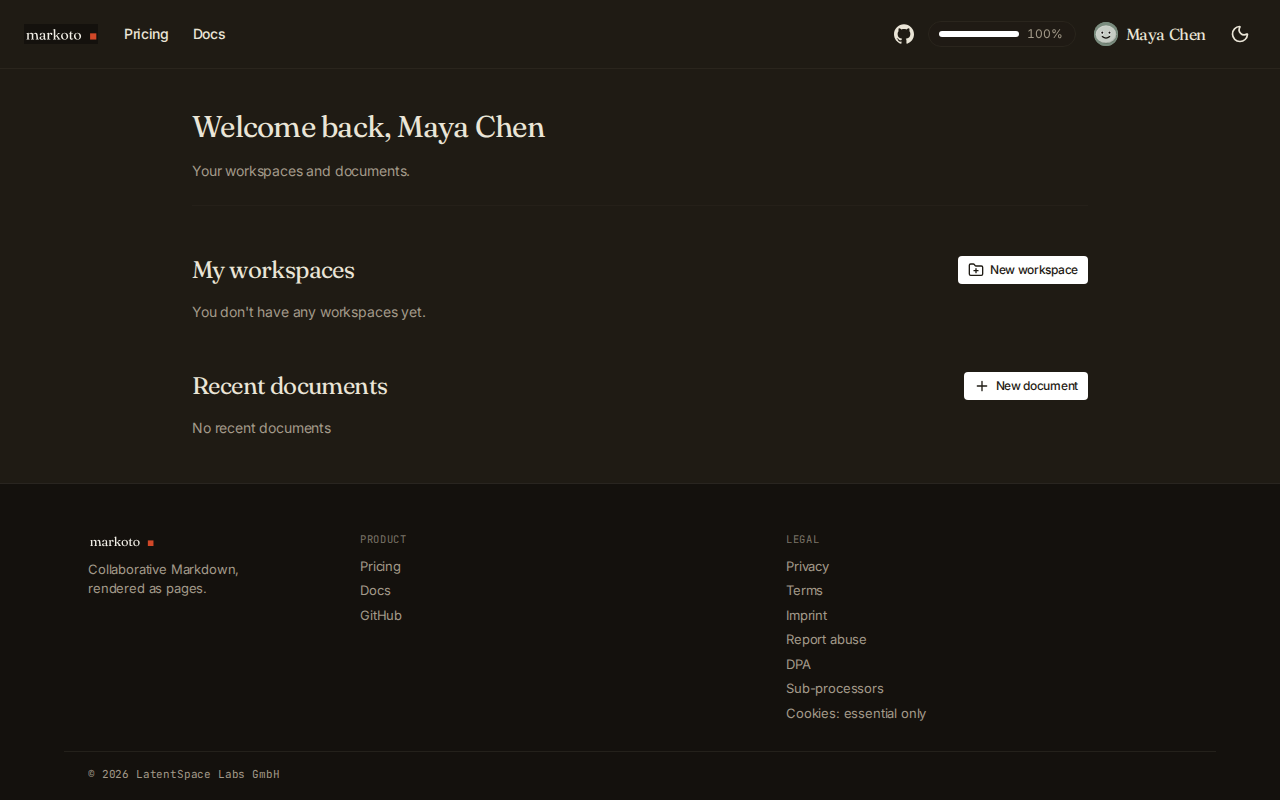 markoto
Pricing
Docs
100%
Maya Chen
Welcome back, Maya Chen
Your workspaces and documents.
My workspaces
New workspace
You don't have any workspaces yet.
Recent documents
New document
No recent documents
markoto
Collaborative Markdown,
rendered as pages.
PRODUCT
Pricing
Docs
GitHub
LEGAL
Privacy
Terms
Imprint
Report abuse
DPA
Sub-processors
Cookies: essential only
© 2026 LatentSpace Labs GmbH